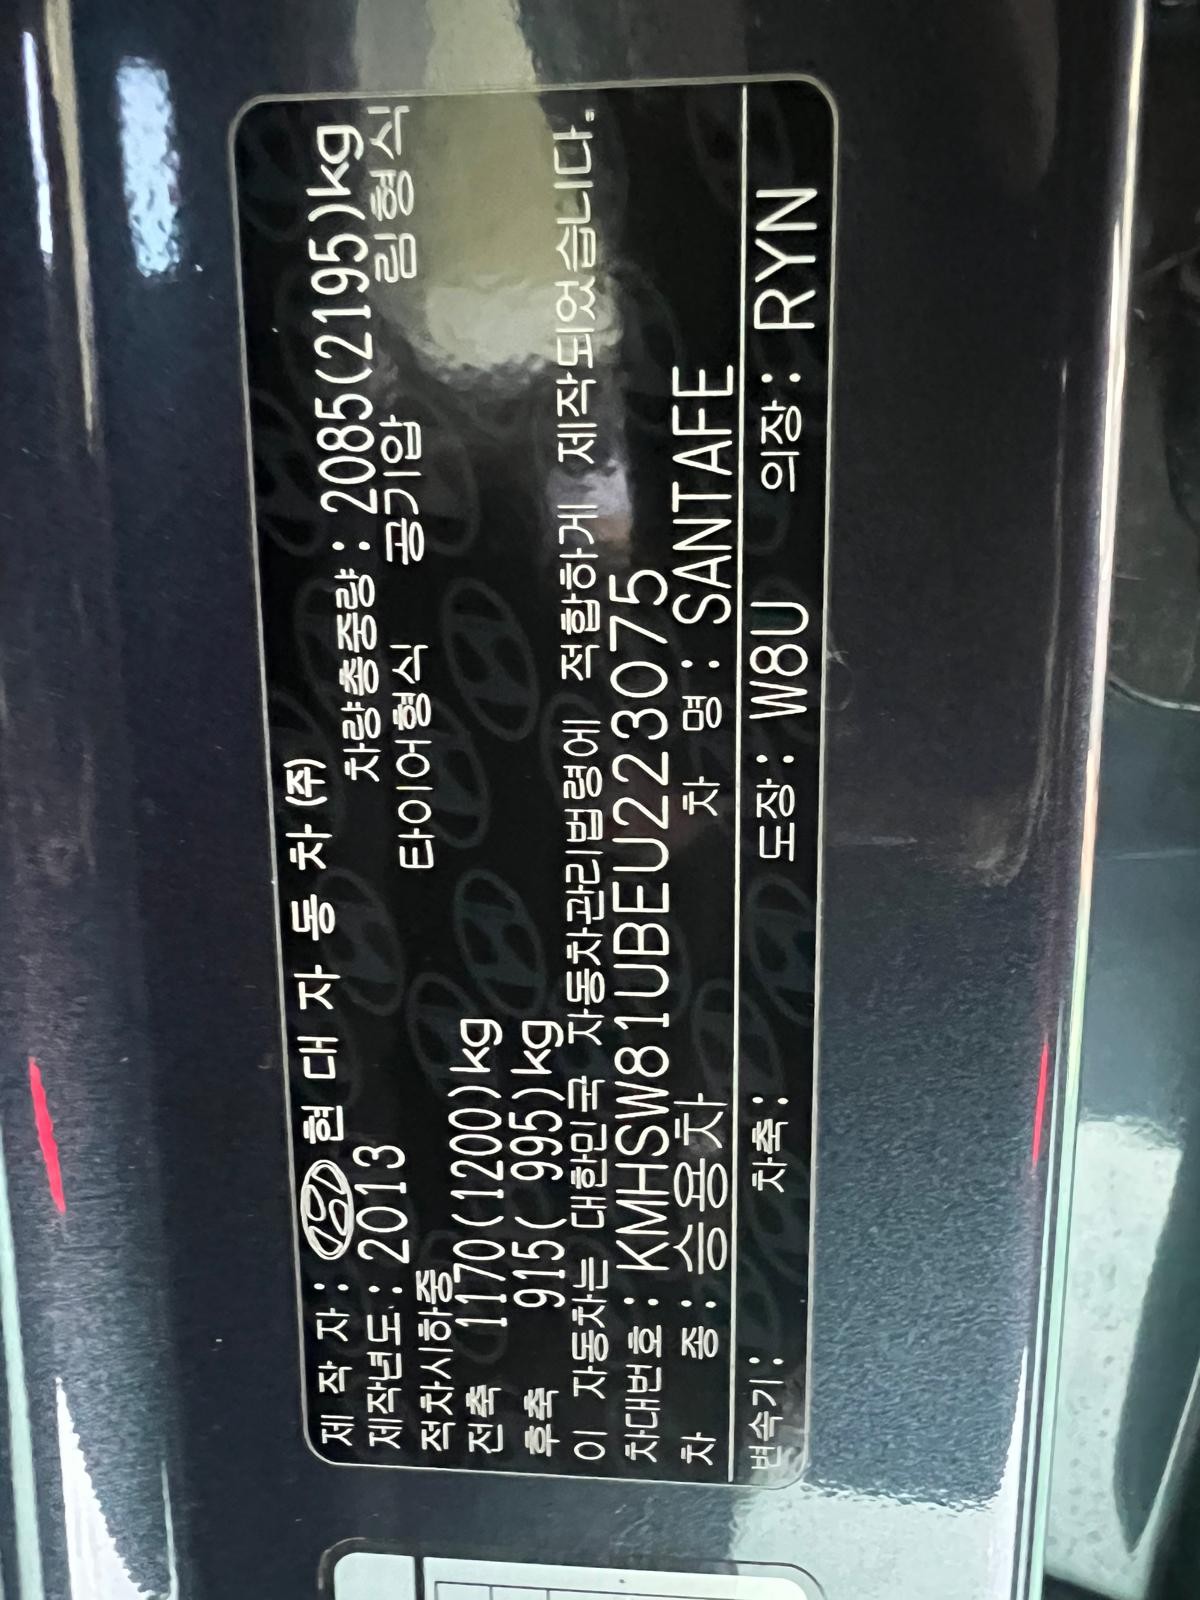 제 작 자 : 현 대 자 동 차 (주)
제작년도 : 2013 차량총중량 : 2085(2195)kg
적차시하중 타이어형식 공기압 림형식
전축 1170(1200)kg
후축 915( 995)kg
이 자동차는 대한민국 자동차관리법령에 적합하게 제작되었습니다.
차대번호 : KMHSW81UBEU223075
차 종 : 승용차 차 명 : SANTAFE
변속기 : 차축 : 도장 : W8U 의장 : RYN